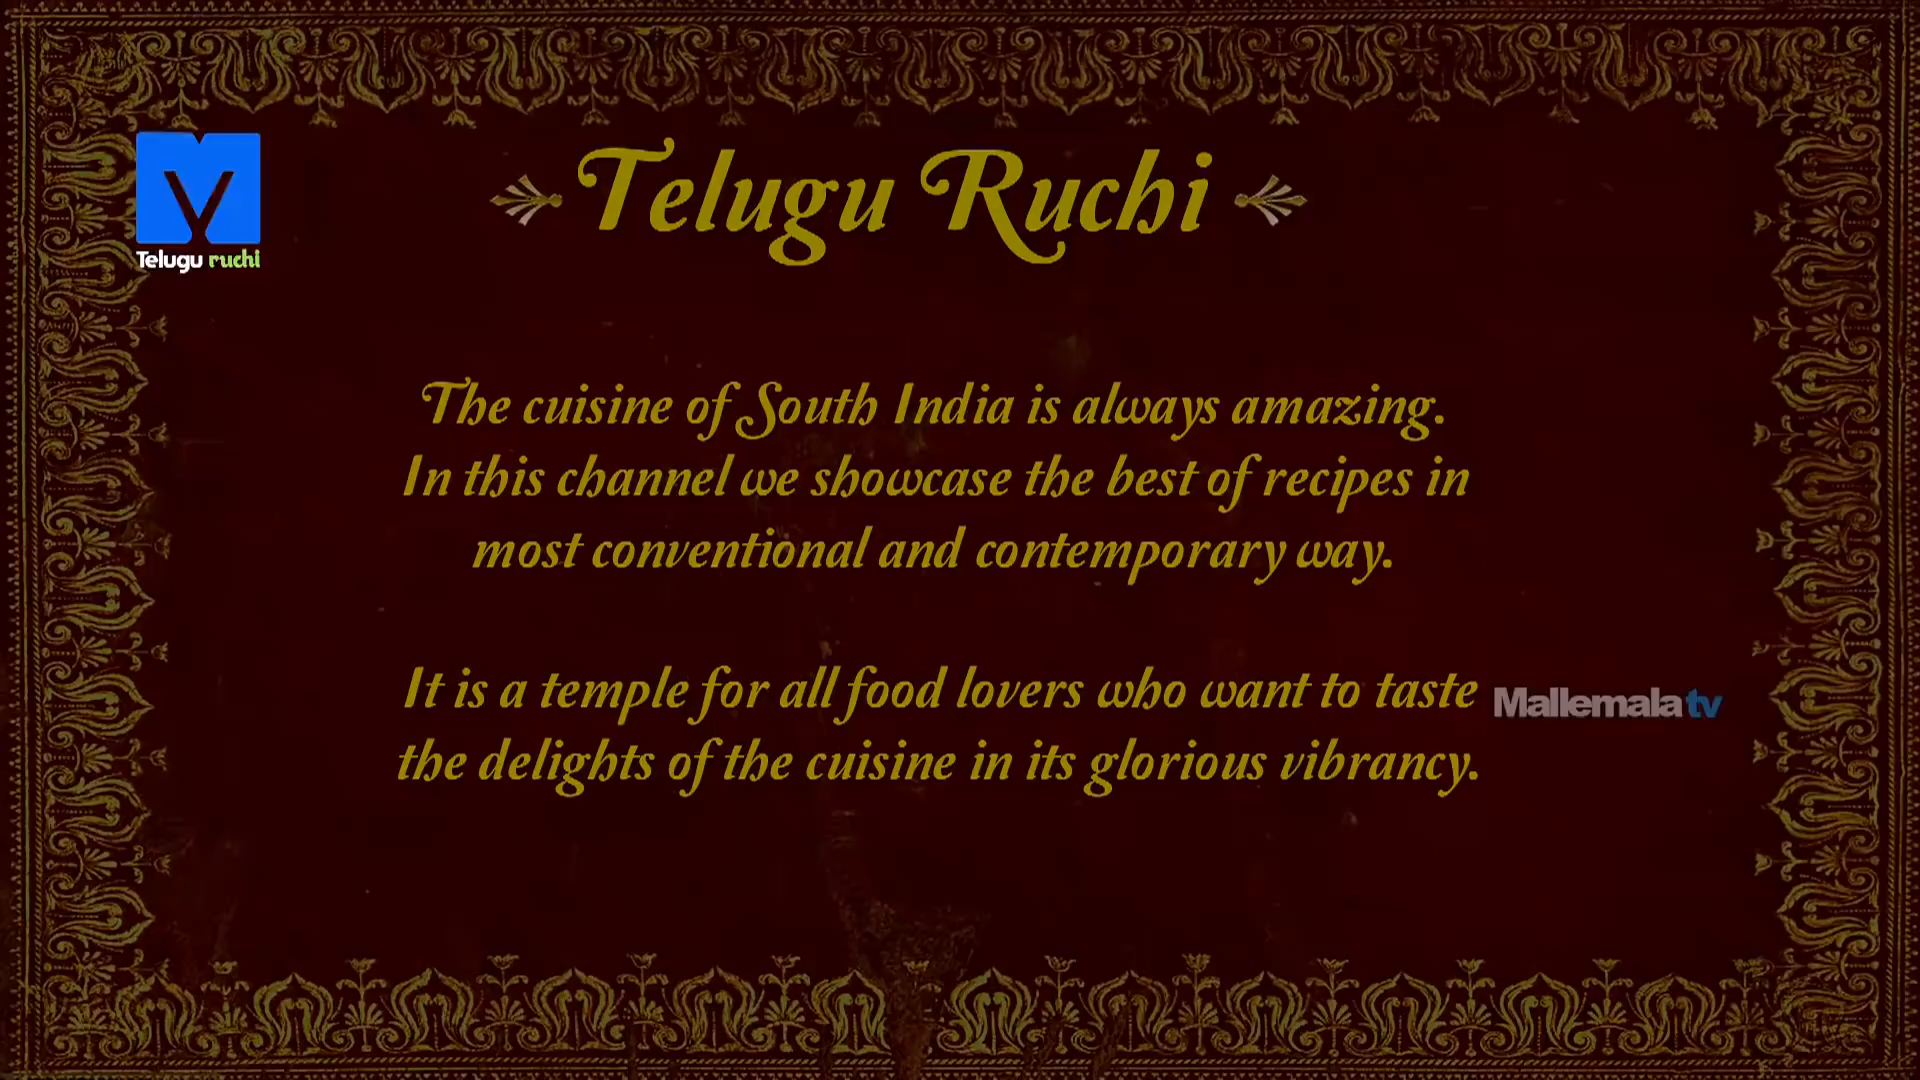 Telugu Ruchi
Telugu ruchi
The cuisine of South India is always amazing.
In this channel we showcase the best of recipes in
most conventional and contemporary way.
It is a temple for all food lovers who want to taste
Mallemala tv
the delights of the cuisine in its glorious vibrancy.